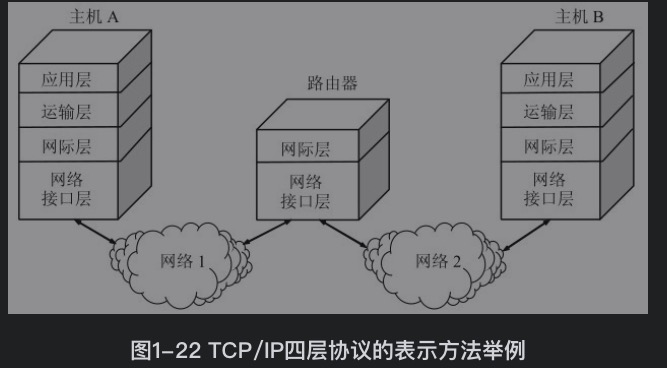 主机 A
主机 B
路由器
应用层
运输层
网际层
网络
接口层
网际层
网络
接口层
应用层
运输层
网际层
网络
接口层
网络 1
网络 2
图1-22 TCP/IP四层协议的表示方法举例